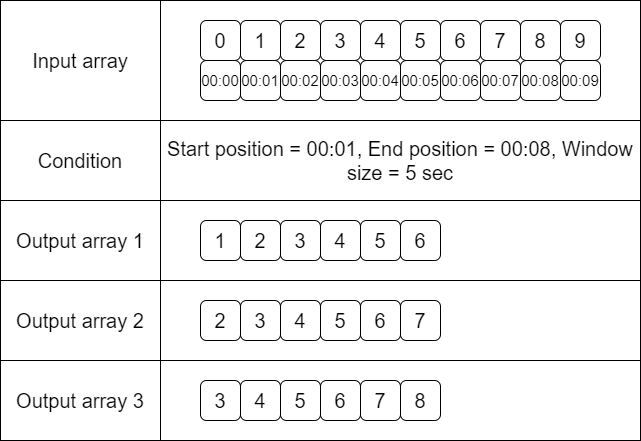 Input array
0 1 2 3 4 5 6 7 8 9
00:00 00:01 00:02 00:03 00:04 00:05 00:06 00:07 00:08 00:09
Condition
Start position = 00:01, End position = 00:08, Window
size = 5 sec
Output array 1
1 2 3 4 5 6
Output array 2
2 3 4 5 6 7
Output array 3
3 4 5 6 7 8